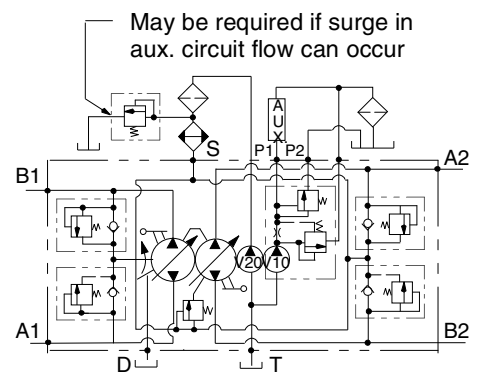 May be required if surge in
aux. circuit flow can occur
AUX
S
P1 P2
B1
A2
V20
V10
A1
B2
D
T